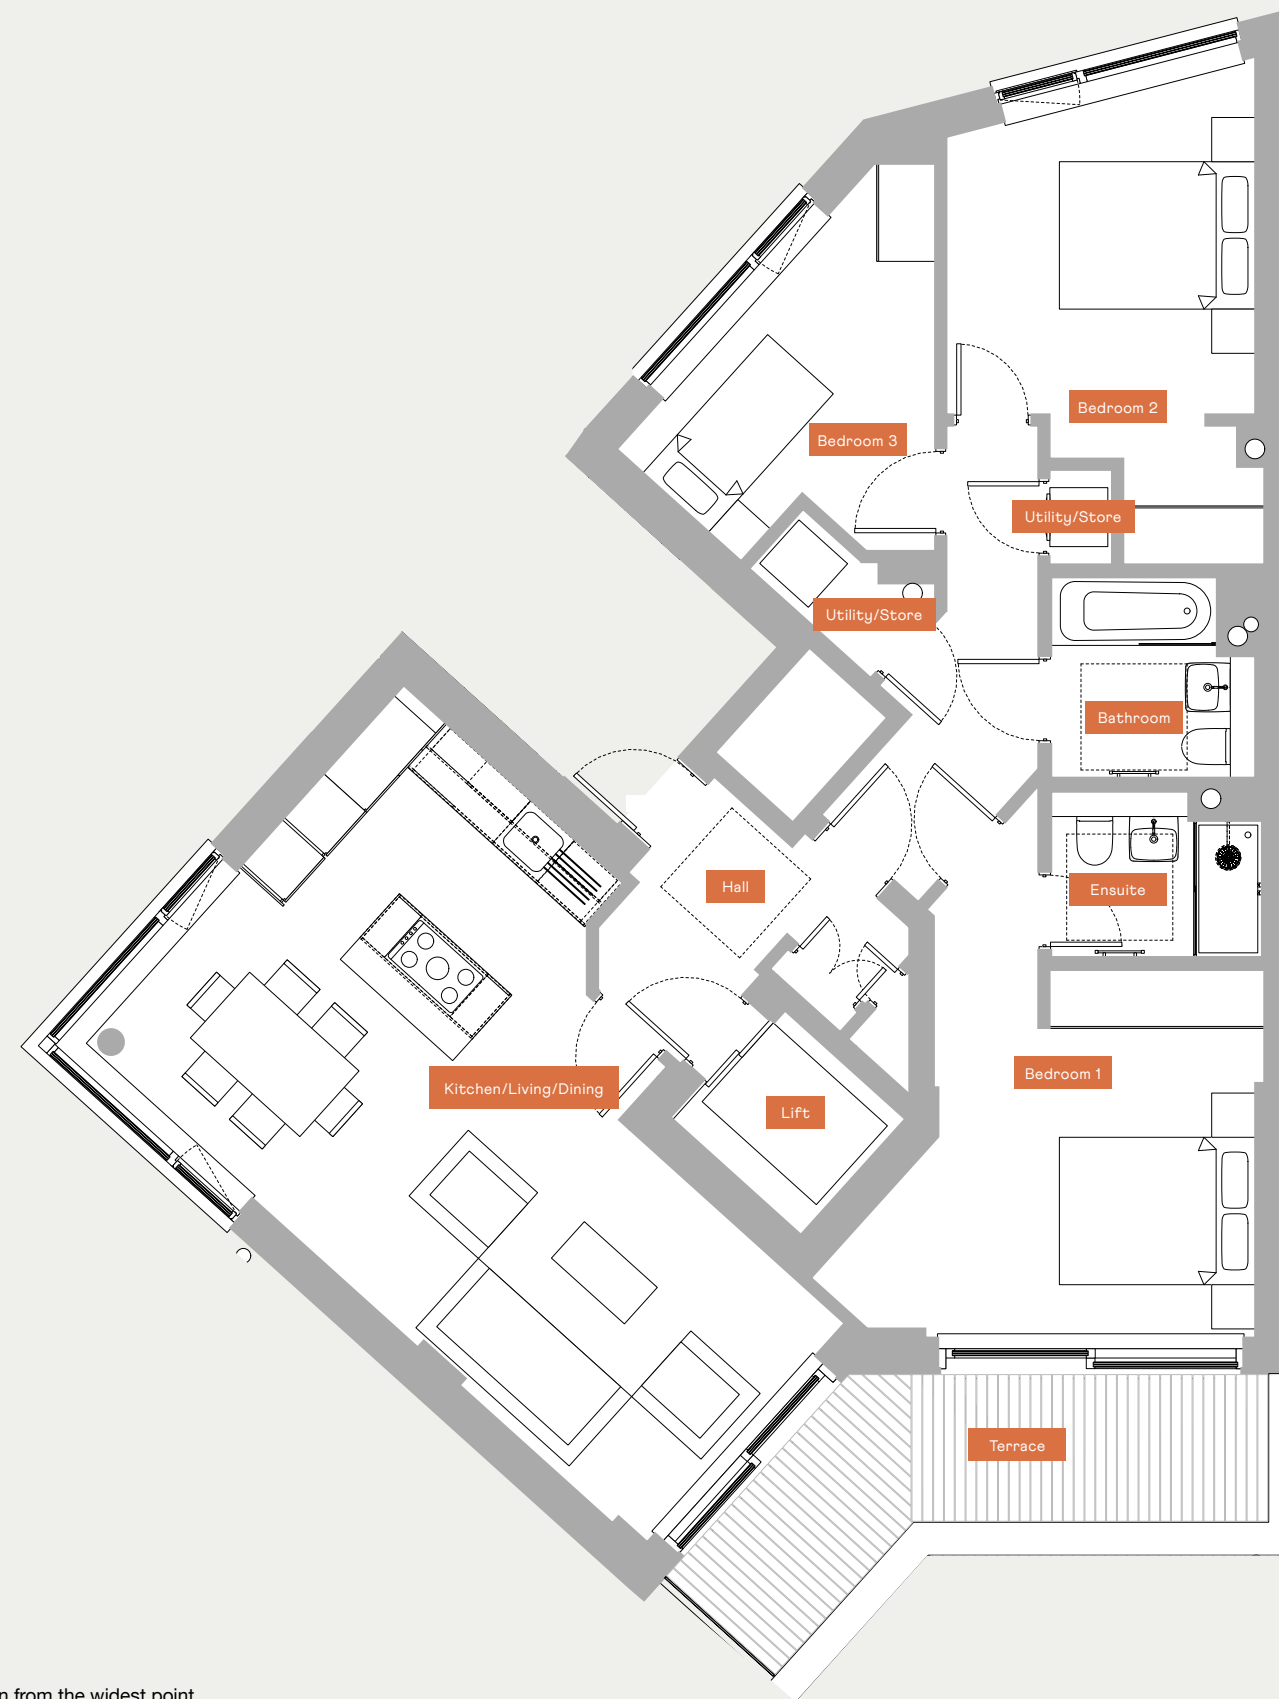 Bedroom 2
Bedroom 3
Utility/Store
Utility/Store
Bathroom
Hall
Ensuite
Bedroom 1
Kitchen/Living/Dining
Lift
Terrace
from the widest point